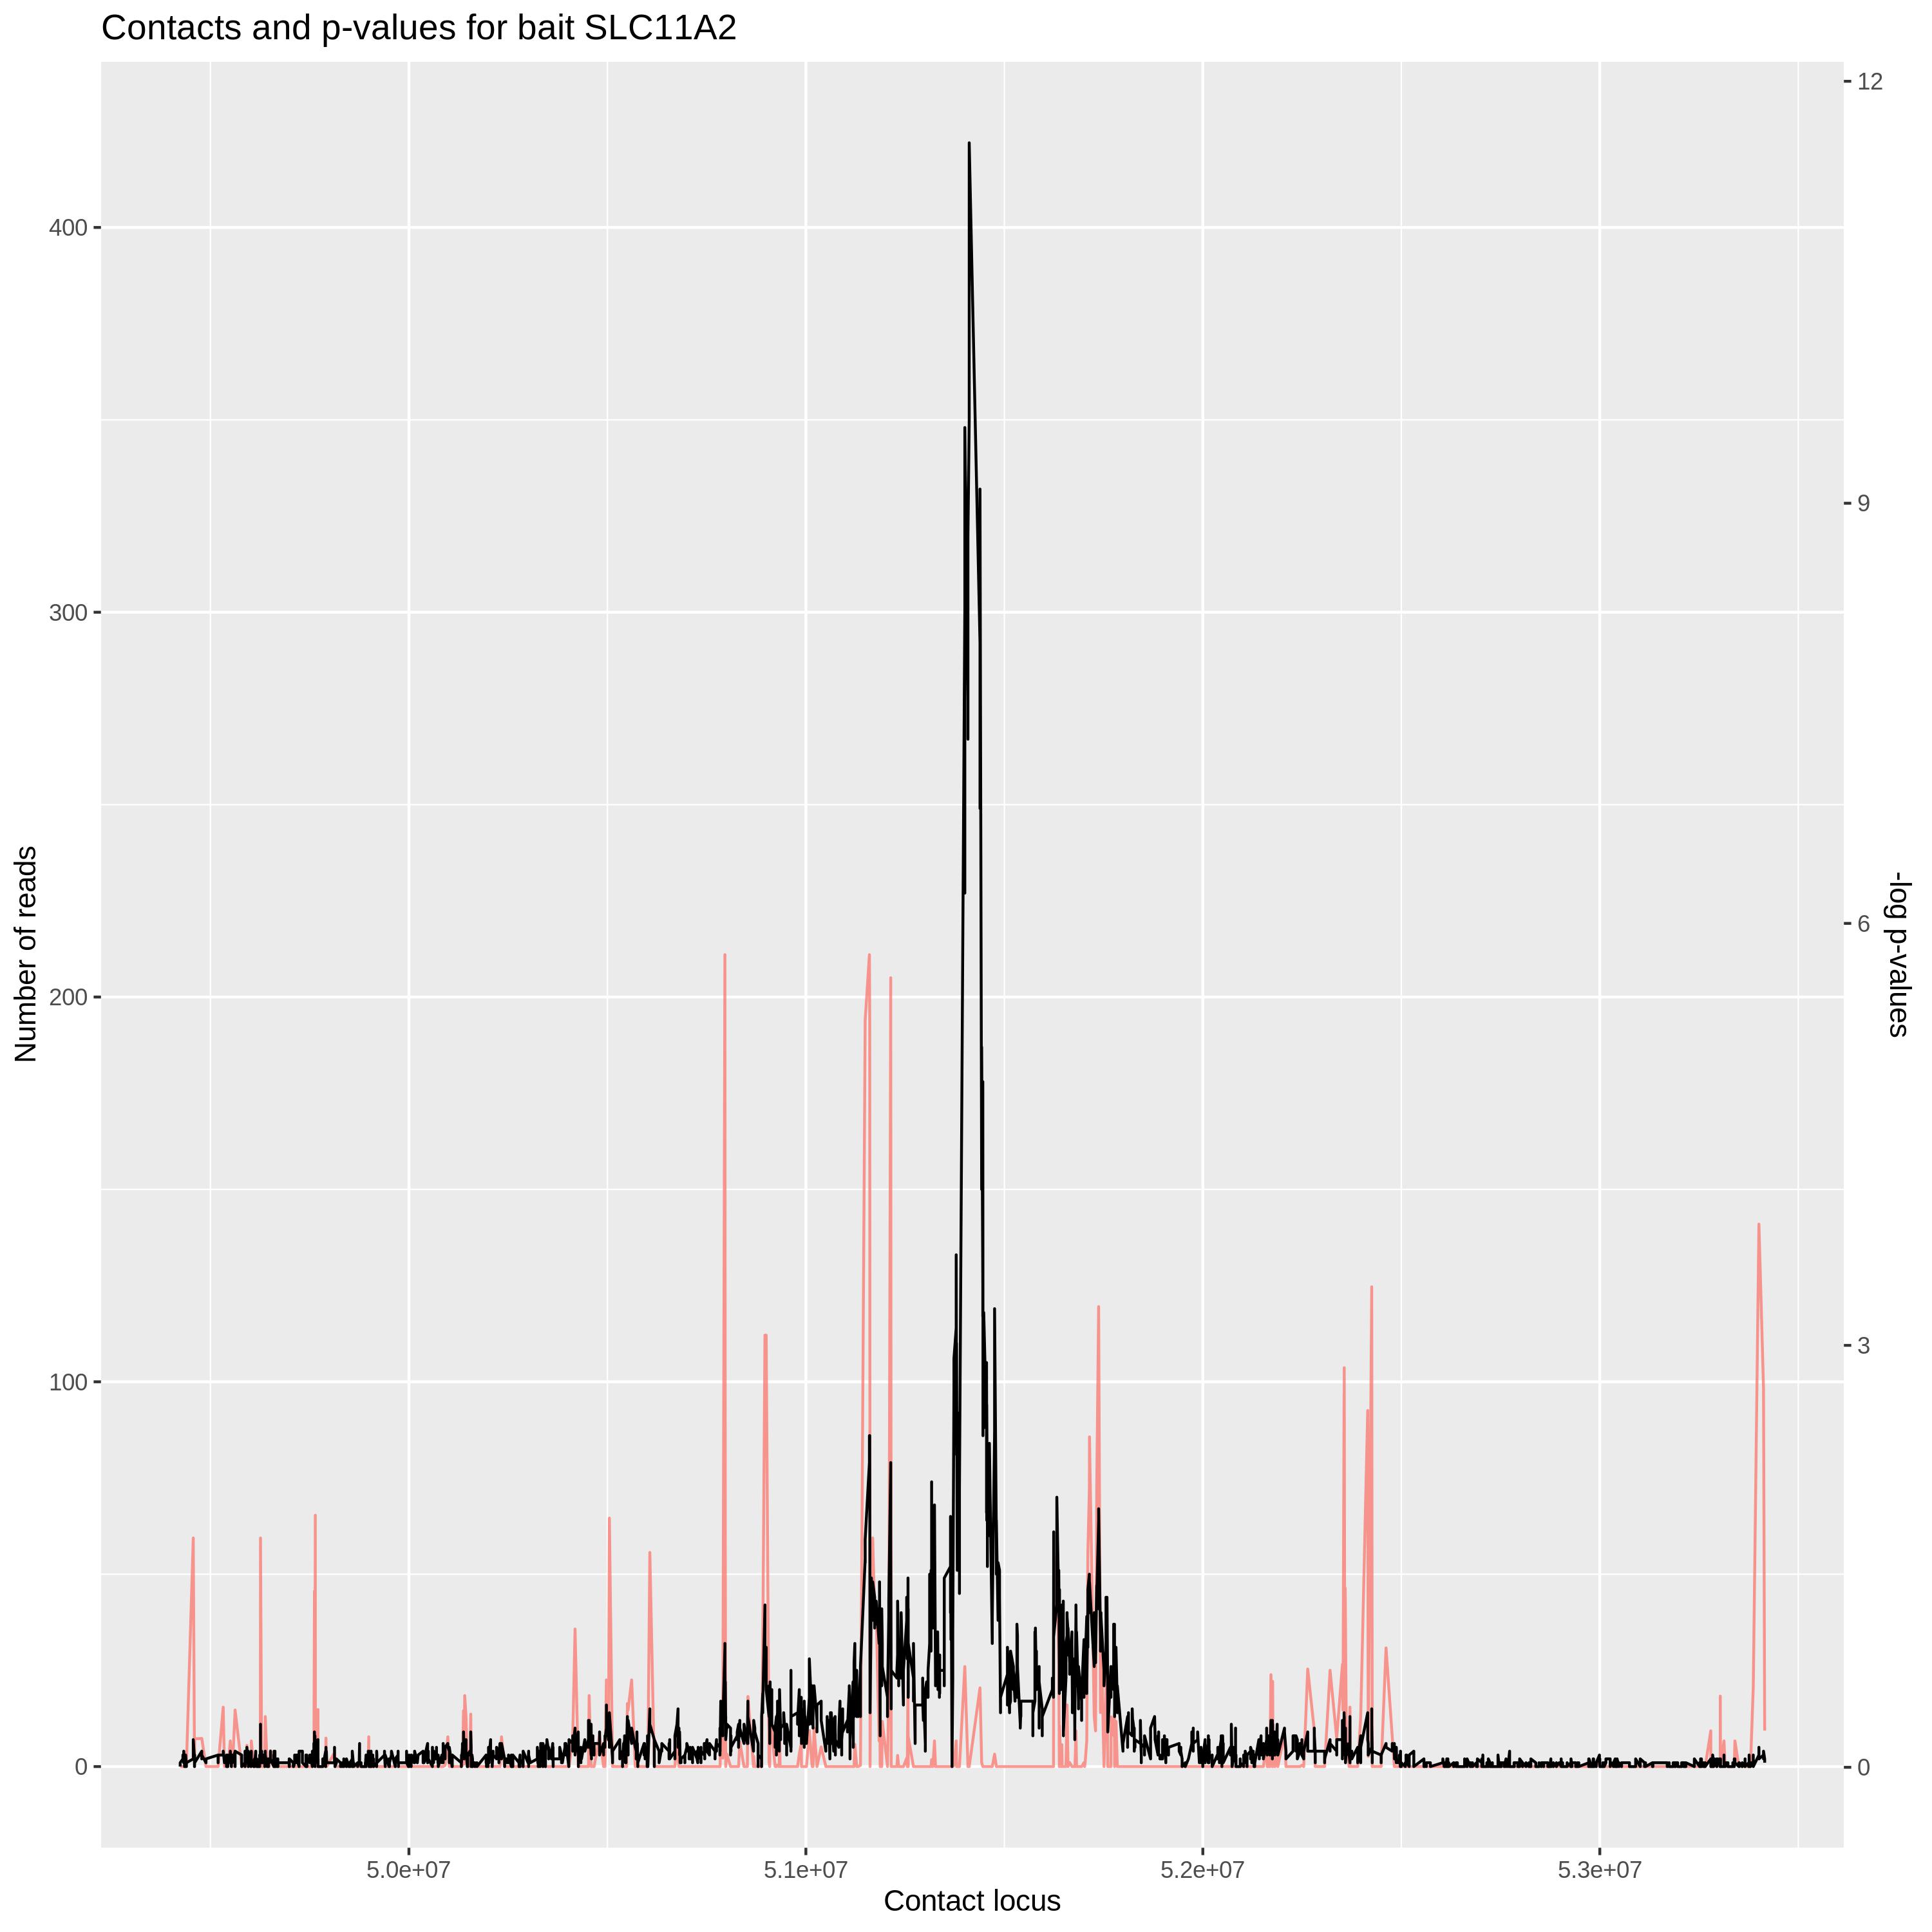 Contacts and p-values for bait SLC11A2
12
400
9
300
6
200
3
100
0
0
Number of reads
-log p-values
5.0e+07
5.1e+07
5.2e+07
5.3e+07
Contact locus